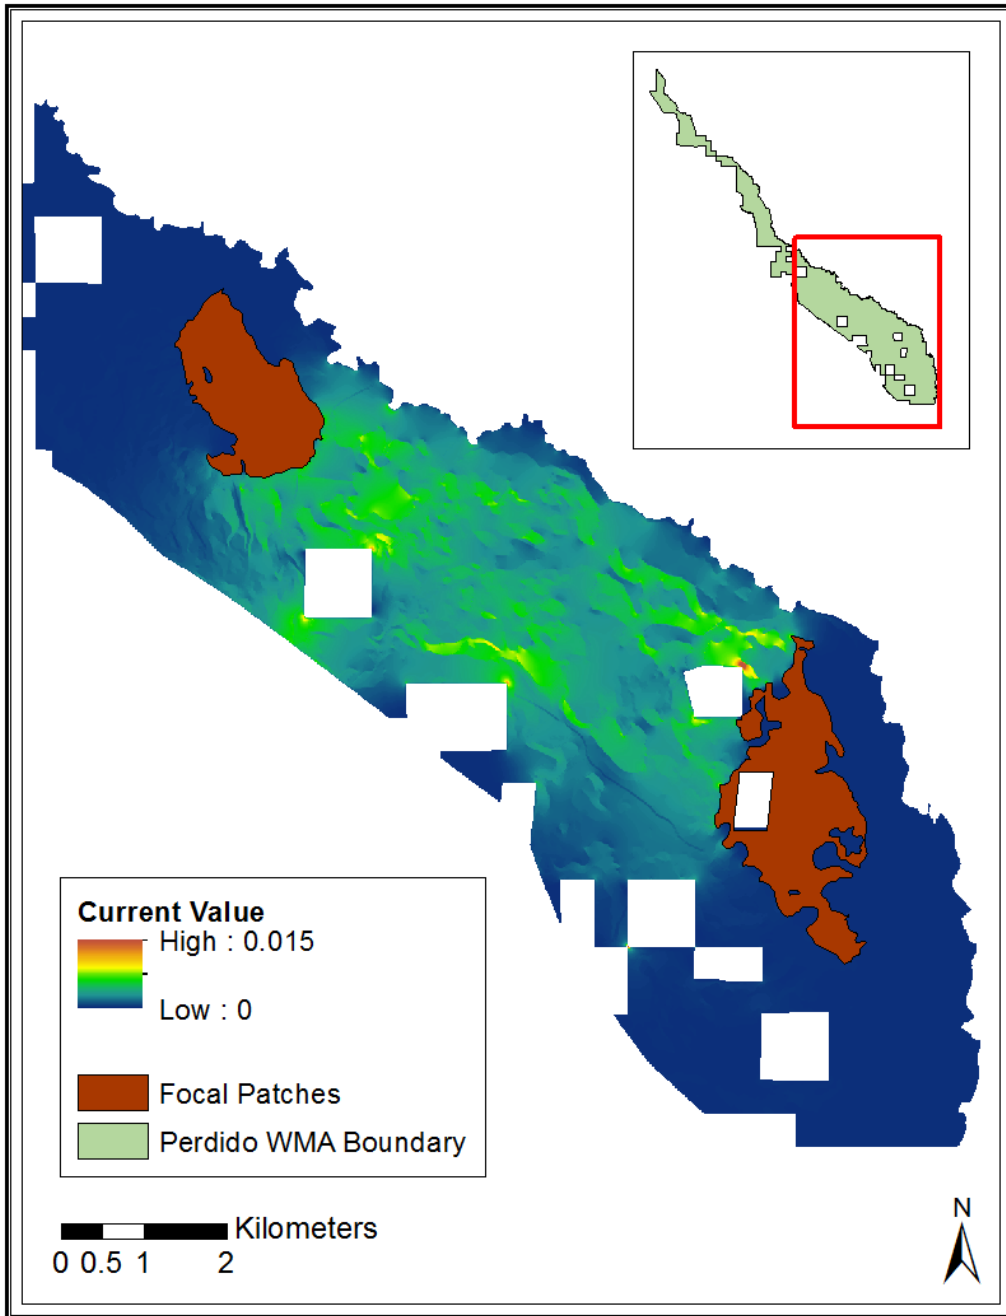 Current Value
High : 0.015
Low : 0
Focal Patches
Perdido WMA Boundary
Kilometers
0 0.5 1 2
N